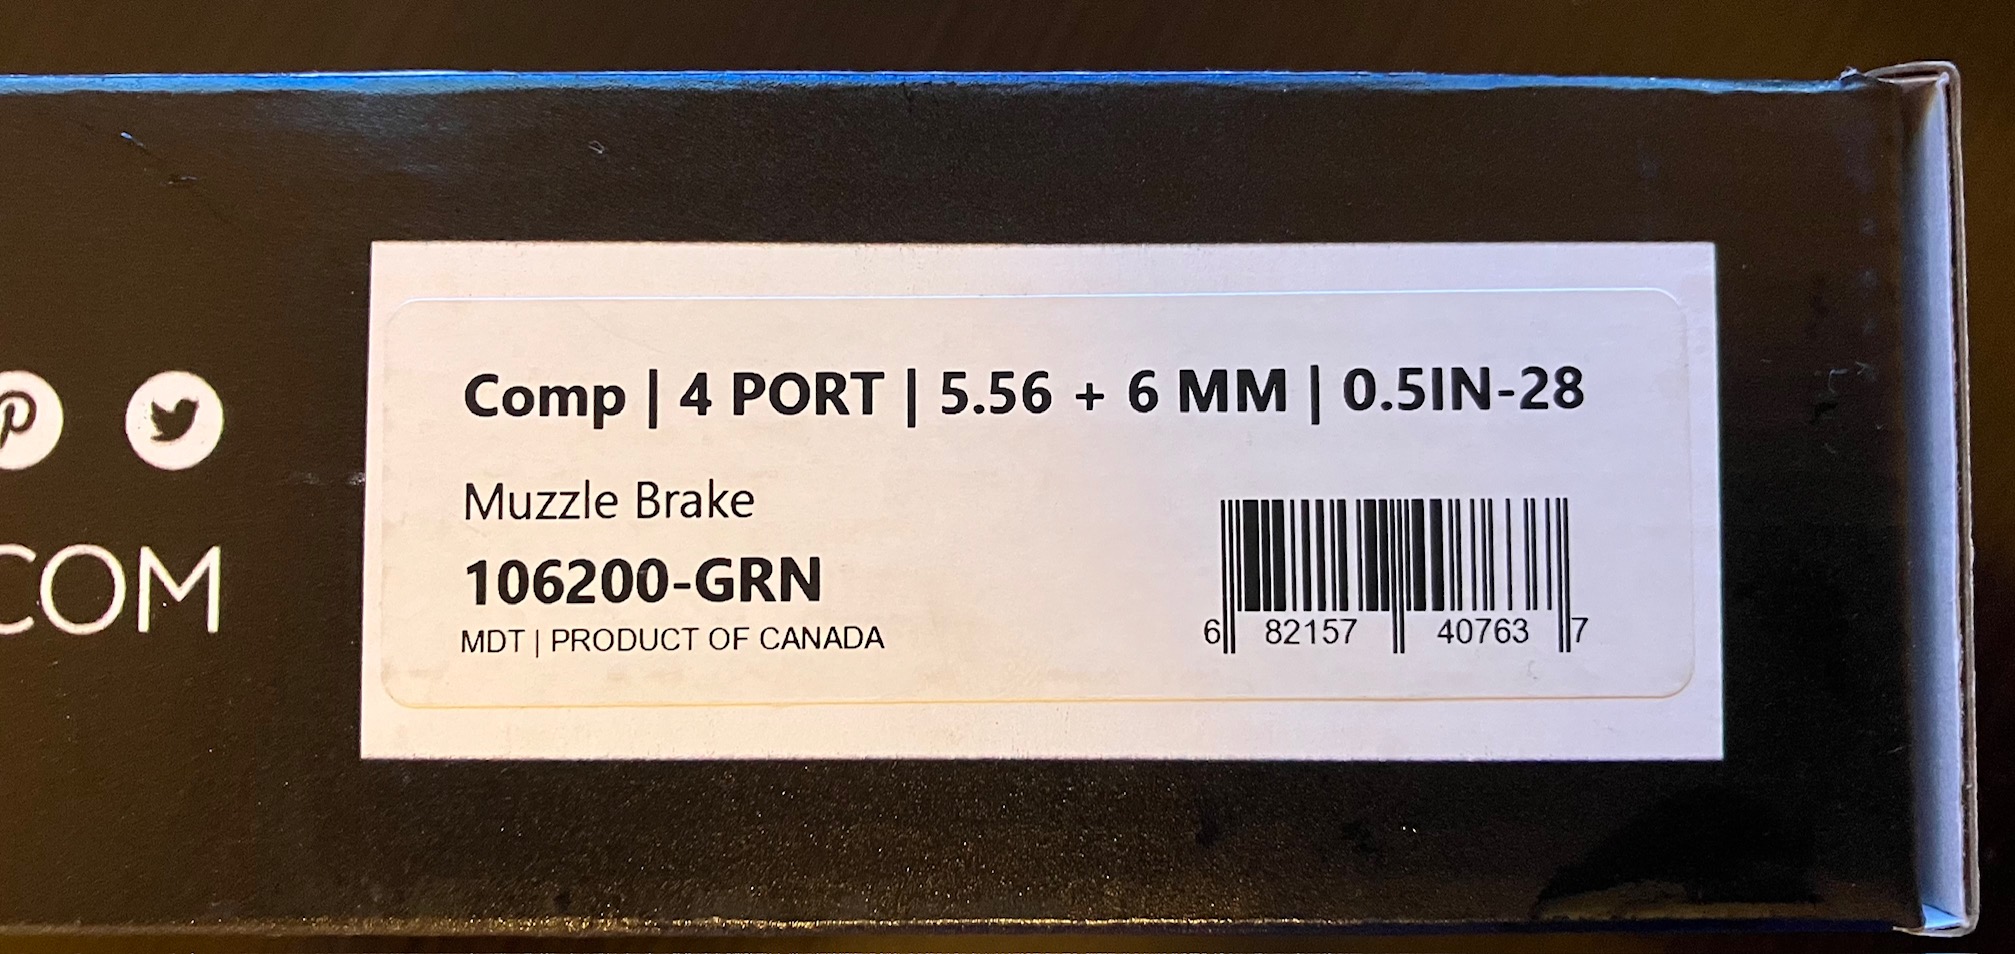 Comp | 4 PORT | 5.56 + 6 MM | 0.5IN-28
Muzzle Brake
106200-GRN
MDT | PRODUCT OF CANADA
6 82157 40763 7
COM